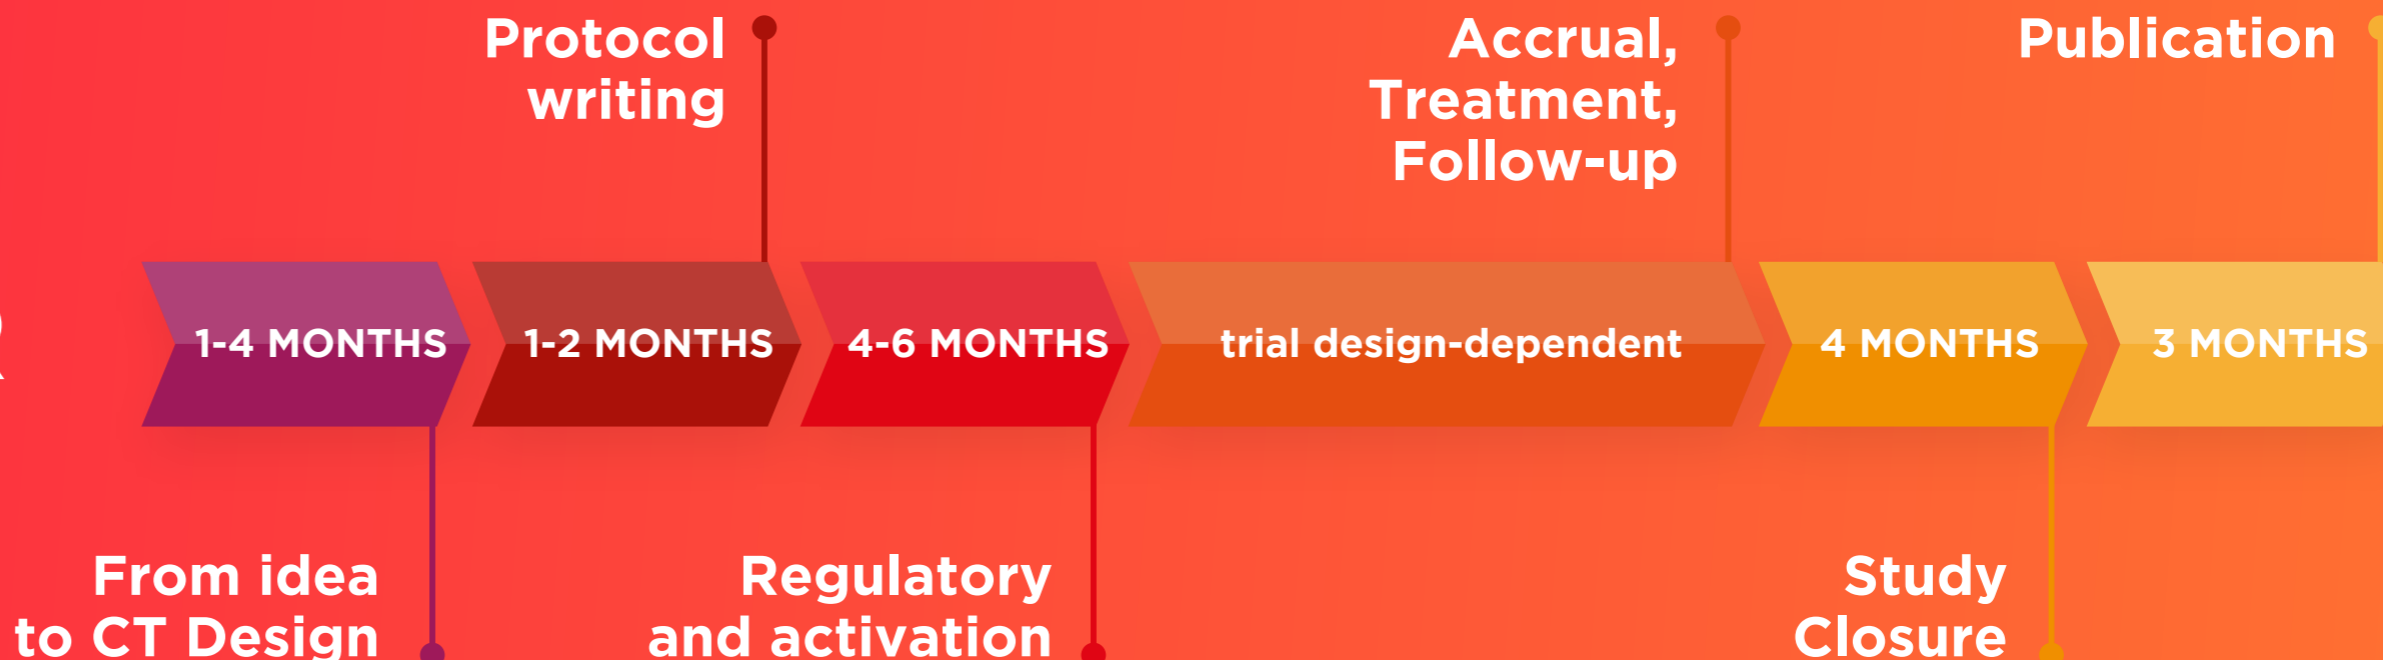 Protocol
writing
Accrual,
Treatment,
Follow-up
Publication
1-4 MONTHS
1-2 MONTHS
4-6 MONTHS
trial design-dependent
4 MONTHS
3 MONTHS
From idea
to CT Design
Regulatory
and activation
Study
Closure